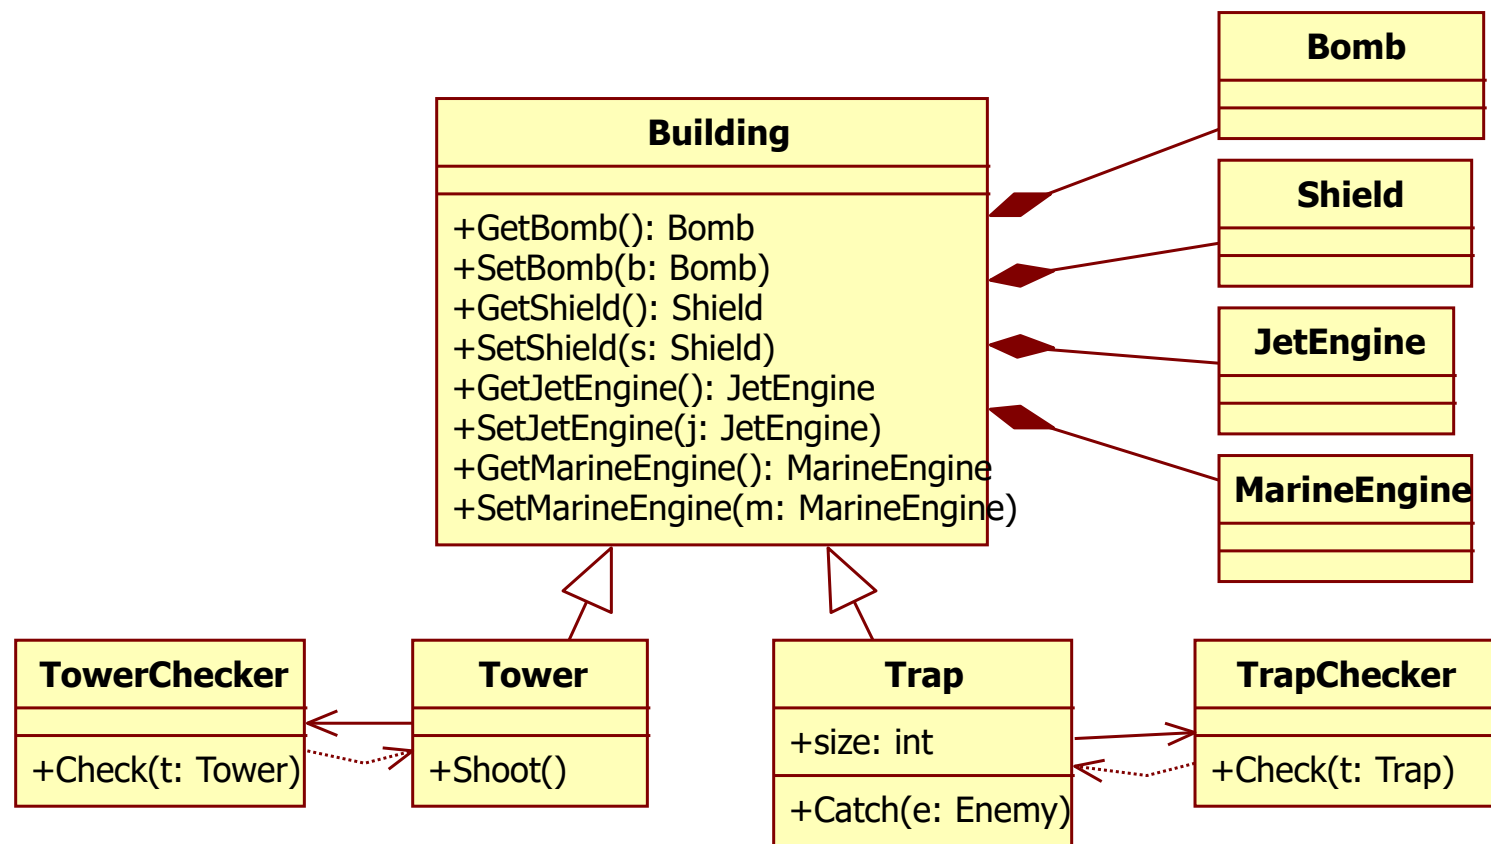 Bomb
Building
+GetBomb(): Bomb
+SetBomb(b: Bomb)
+GetShield(): Shield
+SetShield(s: Shield)
+GetJetEngine(): JetEngine
+SetJetEngine(j: JetEngine)
+GetMarineEngine(): MarineEngine
+SetMarineEngine(m: MarineEngine)
Shield
JetEngine
MarineEngine
TowerChecker
+Check(t: Tower)
Tower
+Shoot()
Trap
+size: int
+Catch(e: Enemy)
TrapChecker
+Check(t: Trap)